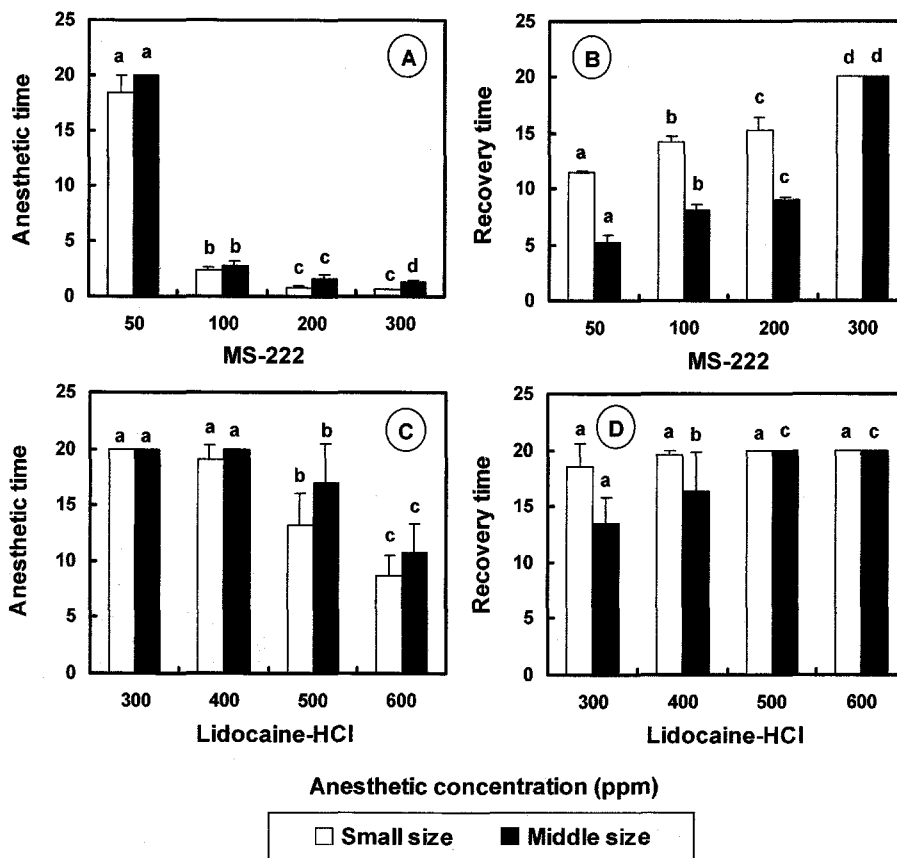 25
20
15
10
5
0
Anesthetic time
a a
b b
c c
c d
A
50 100 200 300
MS-222
25
20
15
10
5
0
Recovery time
a
a
b
b
c
c
d d
B
50 100 200 300
MS-222
25
20
15
10
5
0
Anesthetic time
a a
a a
b b
c c
C
300 400 500 600
Lidocaine-HCl
25
20
15
10
5
0
Recovery time
a
a
a b
a c
a c
D
300 400 500 600
Lidocaine-HCl
Anesthetic concentration (ppm)
Small size Middle size